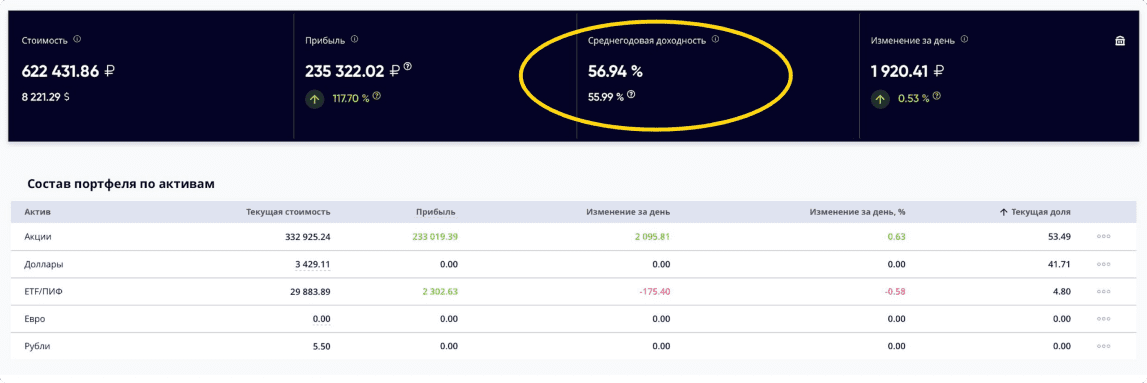 Стоимость Прибыль Среднегодовая доходность Изменение за день
622 431.86 ₽ 235 322.02 ₽ 56.94 % 1 920.41 ₽
8 221.29 $ 117.70 % 55.99 % 0.53 %
Состав портфеля по активам
Актив Текущая стоимость Прибыль Изменение за день Изменение за день, % Текущая доля
Акции 332 925.24 233 019.39 2 095.81 0.63 53.49
Доллары 3 429.11 0.00 0.00 0.00 41.71
ETF/ПИФ 29 883.89 2 302.63 -175.40 -0.58 4.80
Евро 0.00 0.00 0.00 0.00 0.00
Рубли 5.50 0.00 0.00 0.00 0.00